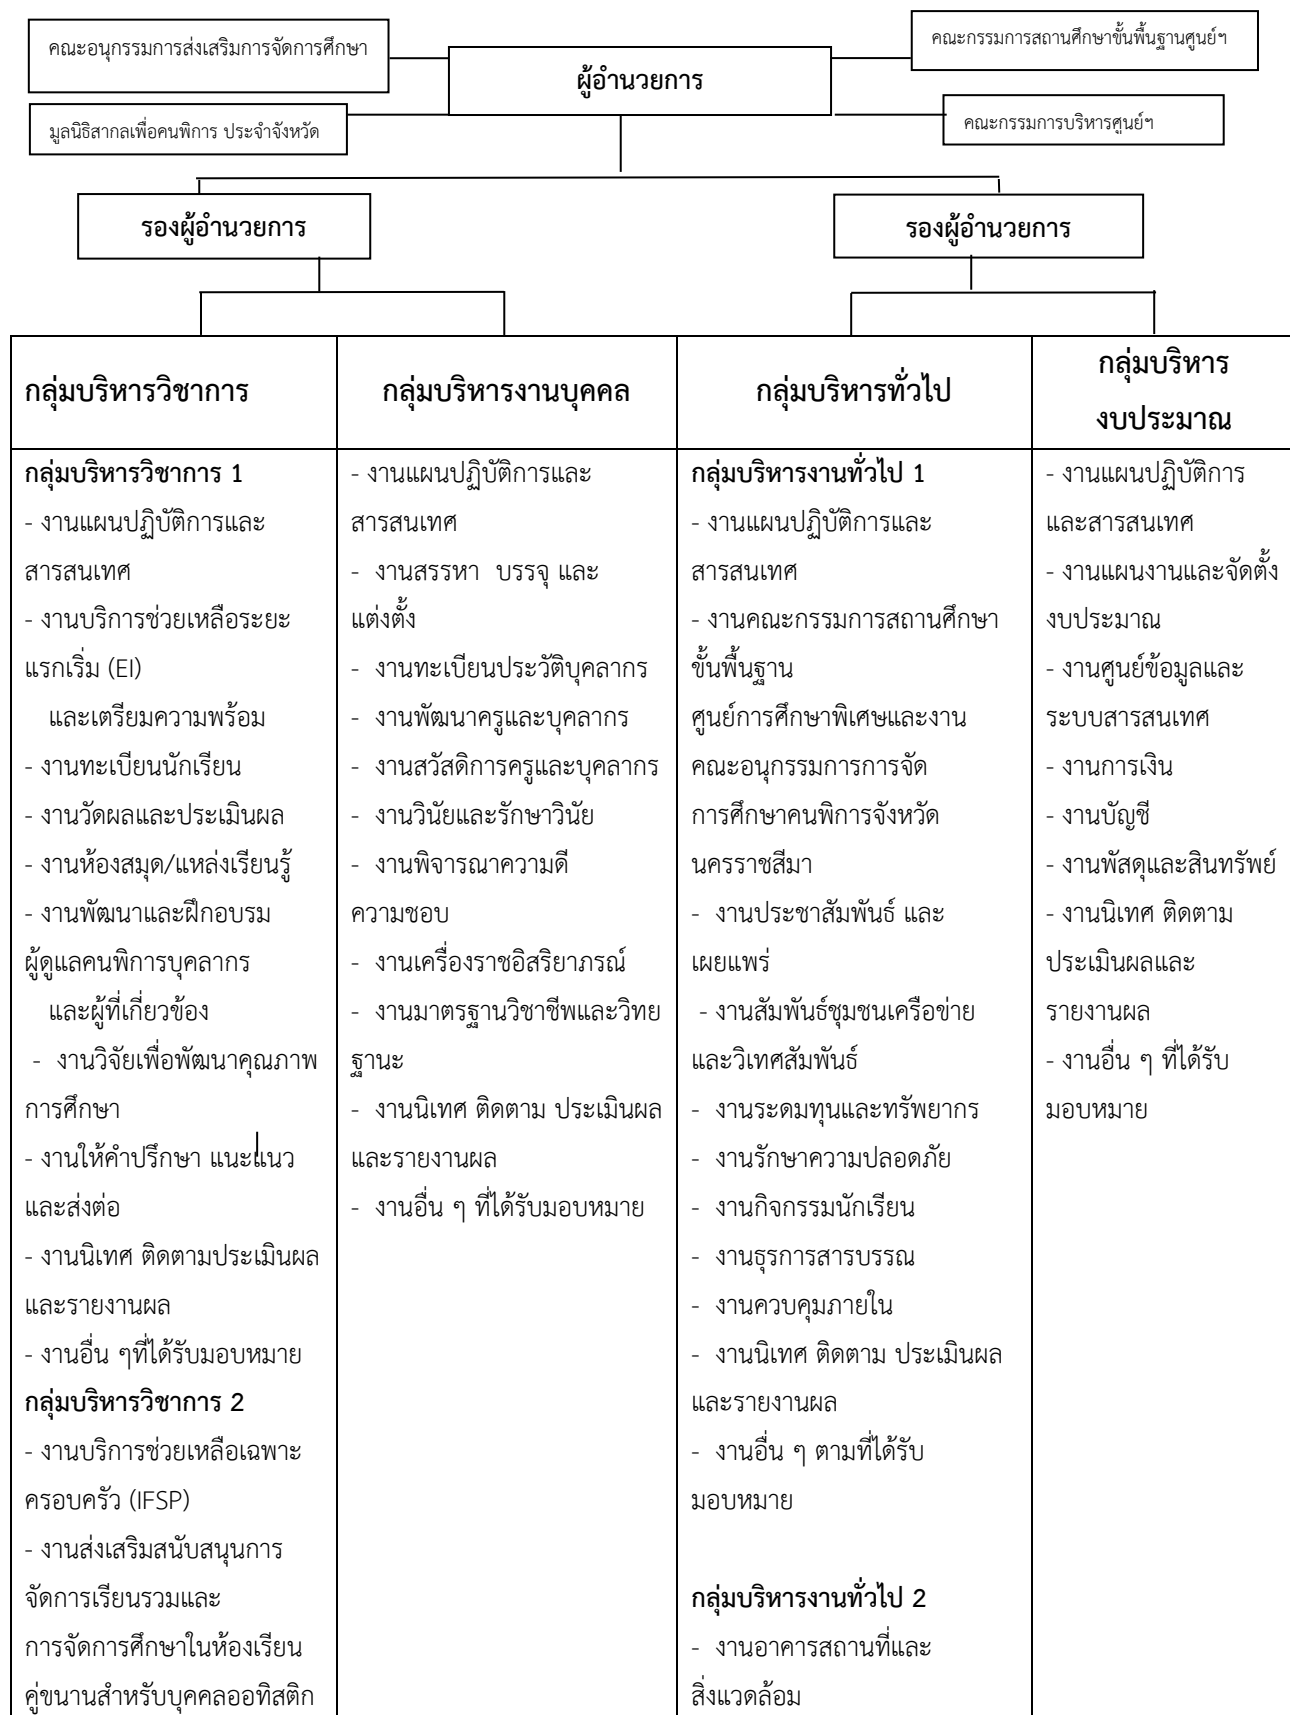 คณะอนุกรรมการส่งเสริมการจัดการศึกษา
คณะกรรมการสถานศึกษาขั้นพื้นฐานศูนย์ฯ
ผู้อำนวยการ
มูลนิธิสากลเพื่อคนพิการ ประจำจังหวัด
คณะกรรมการบริหารศูนย์ฯ
รองผู้อำนวยการ
รองผู้อำนวยการ
กลุ่มบริหารวิชาการ
กลุ่มบริหารงานบุคคล
กลุ่มบริหารทั่วไป
กลุ่มบริหาร
งบประมาณ
กลุ่มบริหารวิชาการ 1
- งานแผนปฏิบัติการและ
สารสนเทศ
- งานบริการช่วยเหลือระยะ
แรกเริ่ม (EI)
และเตรียมความพร้อม
- งานทะเบียนนักเรียน
- งานวัดผลและประเมินผล
- งานห้องสมุด/แหล่งเรียนรู้
- งานพัฒนาและฝึกอบรม
ผู้ดูแลคนพิการบุคลากร
และผู้ที่เกี่ยวข้อง
- งานวิจัยเพื่อพัฒนาคุณภาพ
การศึกษา
- งานให้คำปรึกษา แนะแนว
และส่งต่อ
- งานนิเทศ ติดตามประเมินผล
และรายงานผล
- งานอื่น ๆที่ได้รับมอบหมาย
กลุ่มบริหารวิชาการ 2
- งานบริการช่วยเหลือเฉพาะ
ครอบครัว (IFSP)
- งานส่งเสริมสนับสนุนการ
จัดการเรียนรวมและ
การจัดการศึกษาในห้องเรียน
คู่ขนานสำหรับบุคคลออทิสติก
- งานแผนปฏิบัติการและ
สารสนเทศ
- งานสรรหา บรรจุ และ
แต่งตั้ง
- งานทะเบียนประวัติบุคลากร
- งานพัฒนาครูและบุคลากร
- งานสวัสดิการครูและบุคลากร
- งานวินัยและรักษาวินัย
- งานพิจารณาความดี
ความชอบ
- งานเครื่องราชอิสริยาภรณ์
- งานมาตรฐานวิชาชีพและวิทย
ฐานะ
- งานนิเทศ ติดตาม ประเมินผล
และรายงานผล
- งานอื่น ๆ ที่ได้รับมอบหมาย
กลุ่มบริหารงานทั่วไป 1
- งานแผนปฏิบัติการและ
สารสนเทศ
- งานคณะกรรมการสถานศึกษา
ขั้นพื้นฐาน
ศูนย์การศึกษาพิเศษและงาน
คณะอนุกรรมการการจัด
การศึกษาคนพิการจังหวัด
นครราชสีมา
- งานประชาสัมพันธ์ และ
เผยแพร่
- งานสัมพันธ์ชุมชนเครือข่าย
และวิเทศสัมพันธ์
- งานระดมทุนและทรัพยากร
- งานรักษาความปลอดภัย
- งานกิจกรรมนักเรียน
- งานธุรการสารบรรณ
- งานควบคุมภายใน
- งานนิเทศ ติดตาม ประเมินผล
และรายงานผล
- งานอื่น ๆ ตามที่ได้รับ
มอบหมาย
กลุ่มบริหารงานทั่วไป 2
- งานอาคารสถานที่และ
สิ่งแวดล้อม
- งานแผนปฏิบัติการ
และสารสนเทศ
- งานแผนงานและจัดตั้ง
งบประมาณ
- งานศูนย์ข้อมูลและ
ระบบสารสนเทศ
- งานการเงิน
- งานบัญชี
- งานพัสดุและสินทรัพย์
- งานนิเทศ ติดตาม
ประเมินผลและ
รายงานผล
- งานอื่น ๆ ที่ได้รับ
มอบหมาย